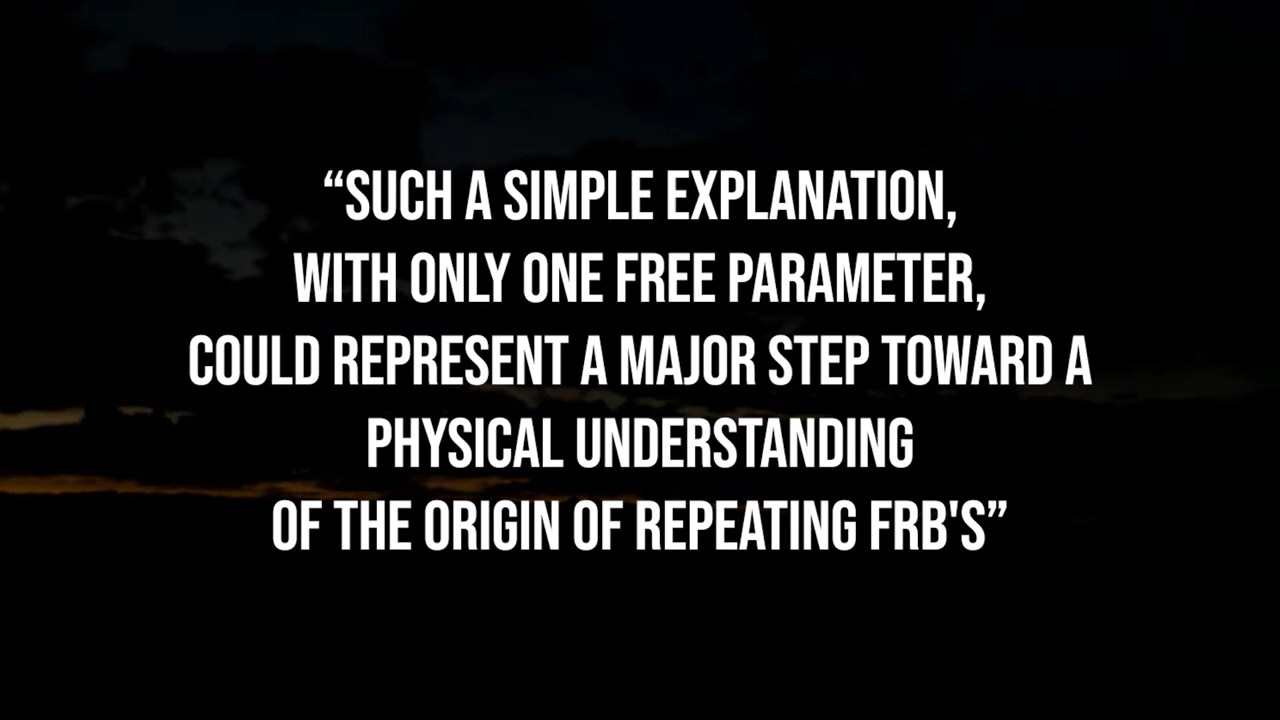 “SUCH A SIMPLE EXPLANATION,
WITH ONLY ONE FREE PARAMETER,
COULD REPRESENT A MAJOR STEP TOWARD A
PHYSICAL UNDERSTANDING
OF THE ORIGIN OF REPEATING FRB'S”